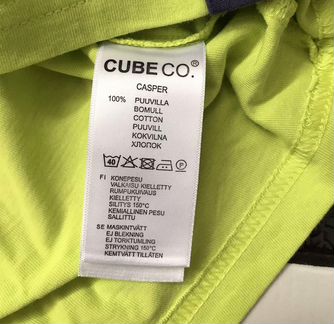 CUBE CO.®
CASPER
100% PUUVILLA
BOMULL
COTTON
PUUVILL
KOKVILNA
ХЛОПОК
40 P
FI KONEPESU
VALKAISU KIELLETTY
RUMPUKUIVAUS
KIELLETTY
SILITYS 150°C
KEMIALLINEN PESU
SALLITTU
SE MASKINTVÄTT
EJ BLEKNING
EJ TORKTUMLING
STRYKNING 150°C
KEMTVÄTT TILLÅTEN